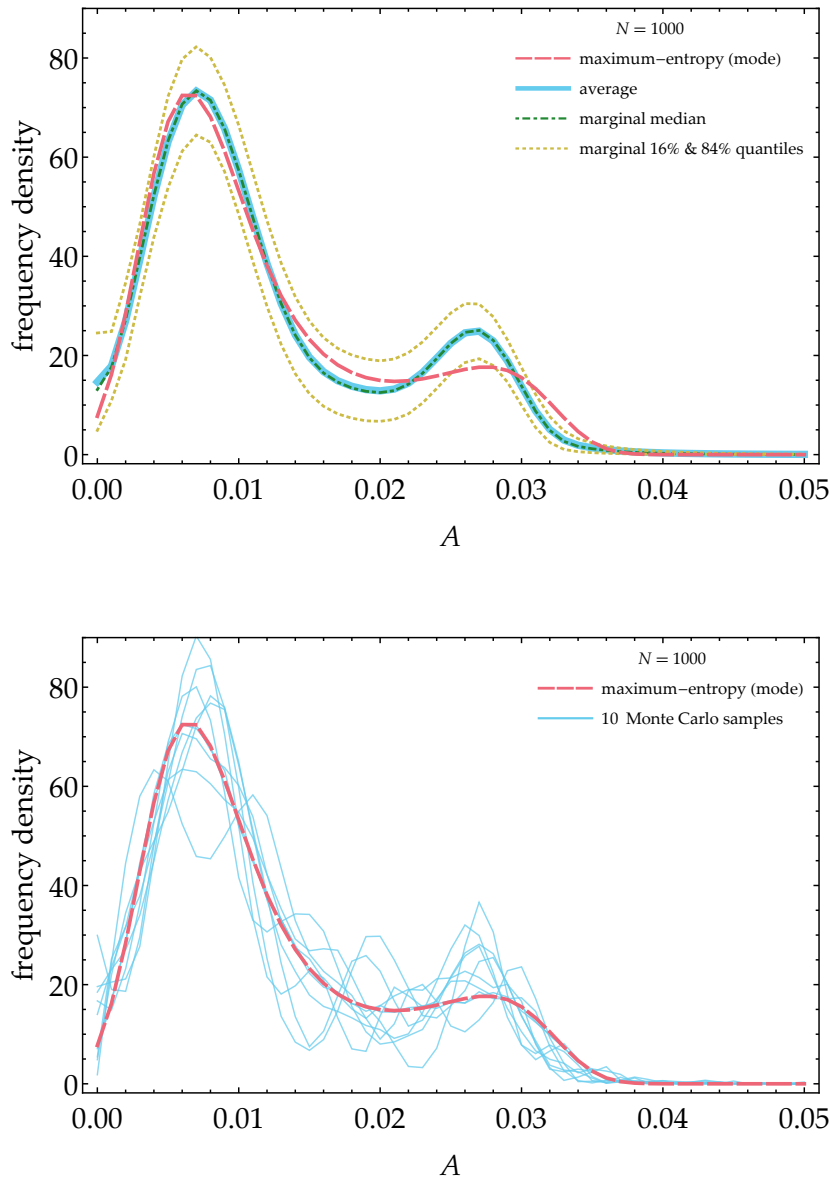 N = 1000
maximum−entropy (mode)
average
marginal median
marginal 16% & 84% quantiles
frequency density
80
60
40
20
0
0.00 0.01 0.02 0.03 0.04 0.05
A
N = 1000
maximum−entropy (mode)
10 Monte Carlo samples
frequency density
80
60
40
20
0
0.00 0.01 0.02 0.03 0.04 0.05
A